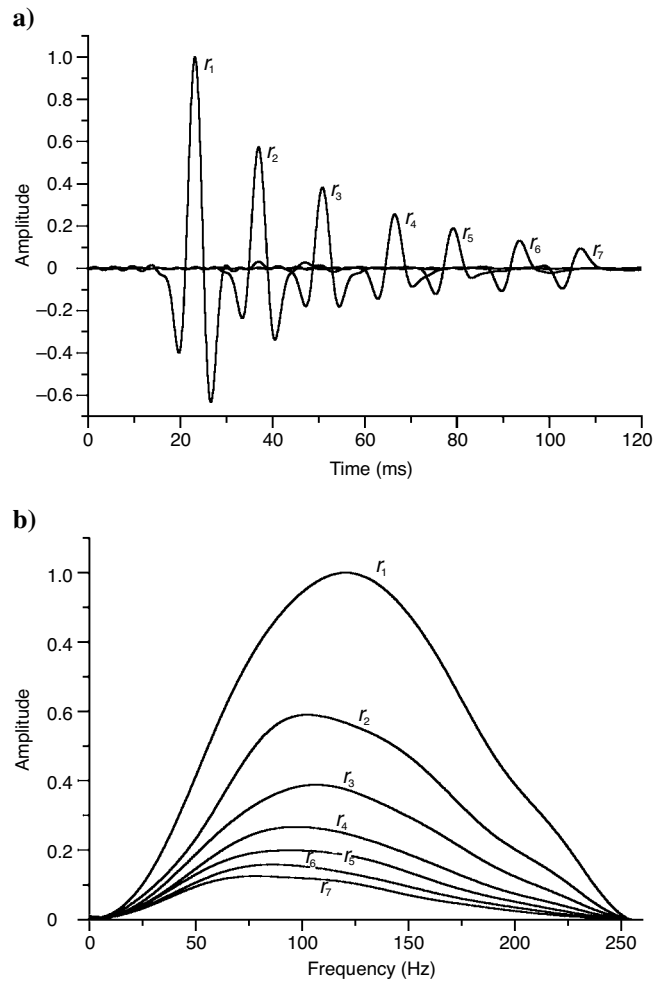 a)
1.0
0.8
0.6
0.4
0.2
0
−0.2
−0.4
−0.6
Amplitude
r1
r2
r3
r4
r5
r6
r7
0 20 40 60 80 100 120
Time (ms)
b)
1.0
0.4
0.6
0.4
0.2
0
Amplitude
r1
r2
r3
r4
r5
r6
r7
0 50 100 150 200 250
Frequency (Hz)